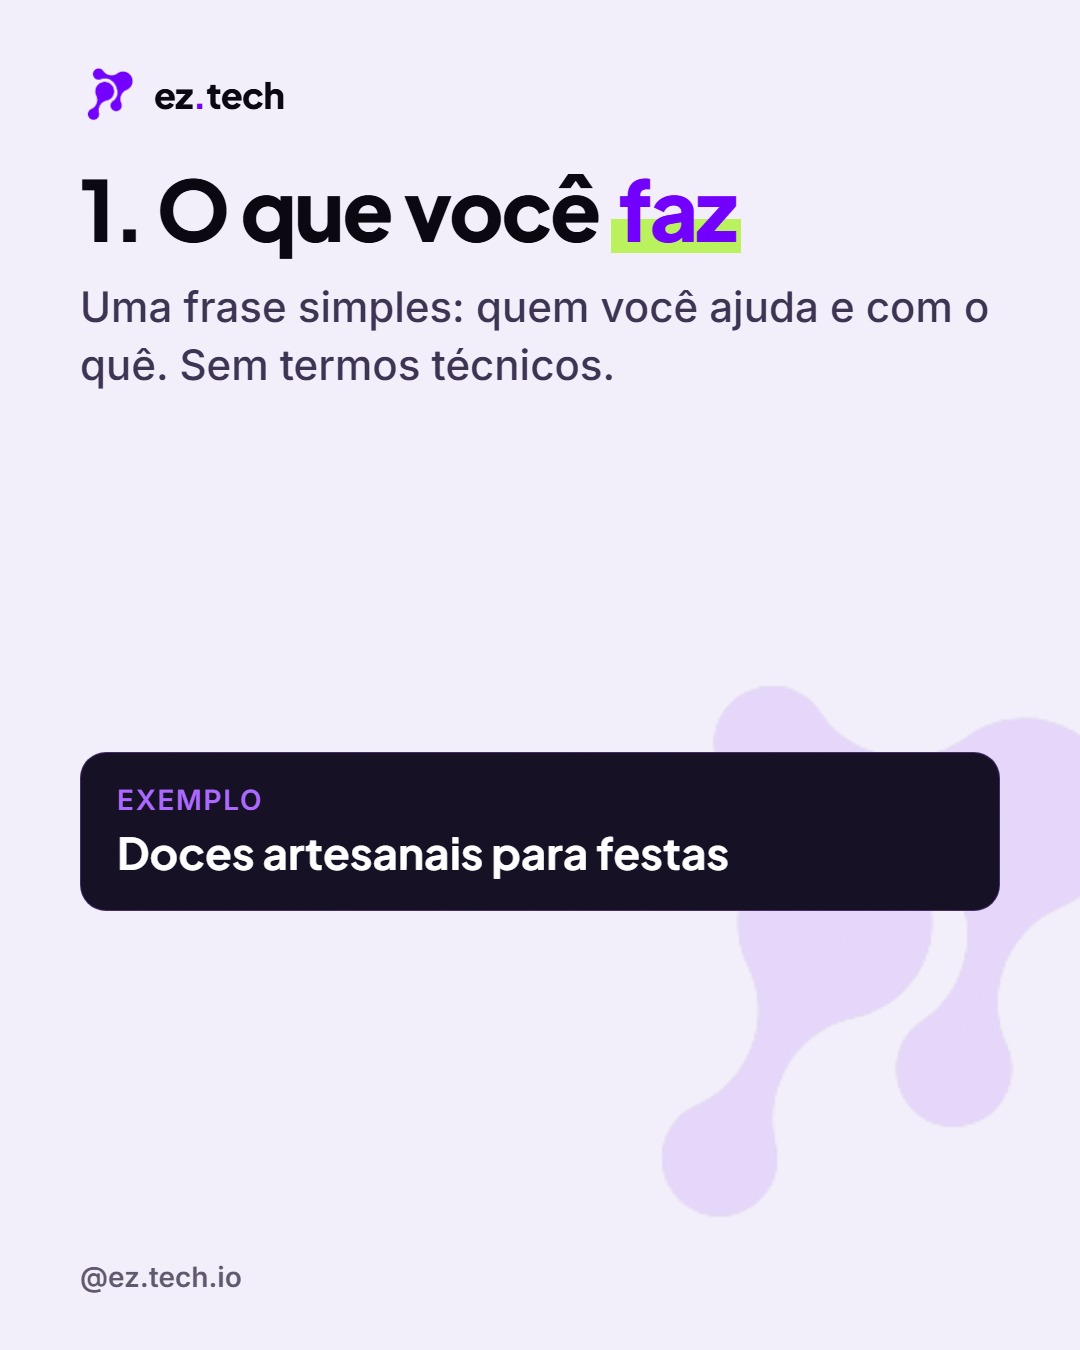 ez.tech
1. O que você faz
Uma frase simples: quem você ajuda e com o
quê. Sem termos técnicos.
EXEMPLO
Doces artesanais para festas
@ez.tech.io